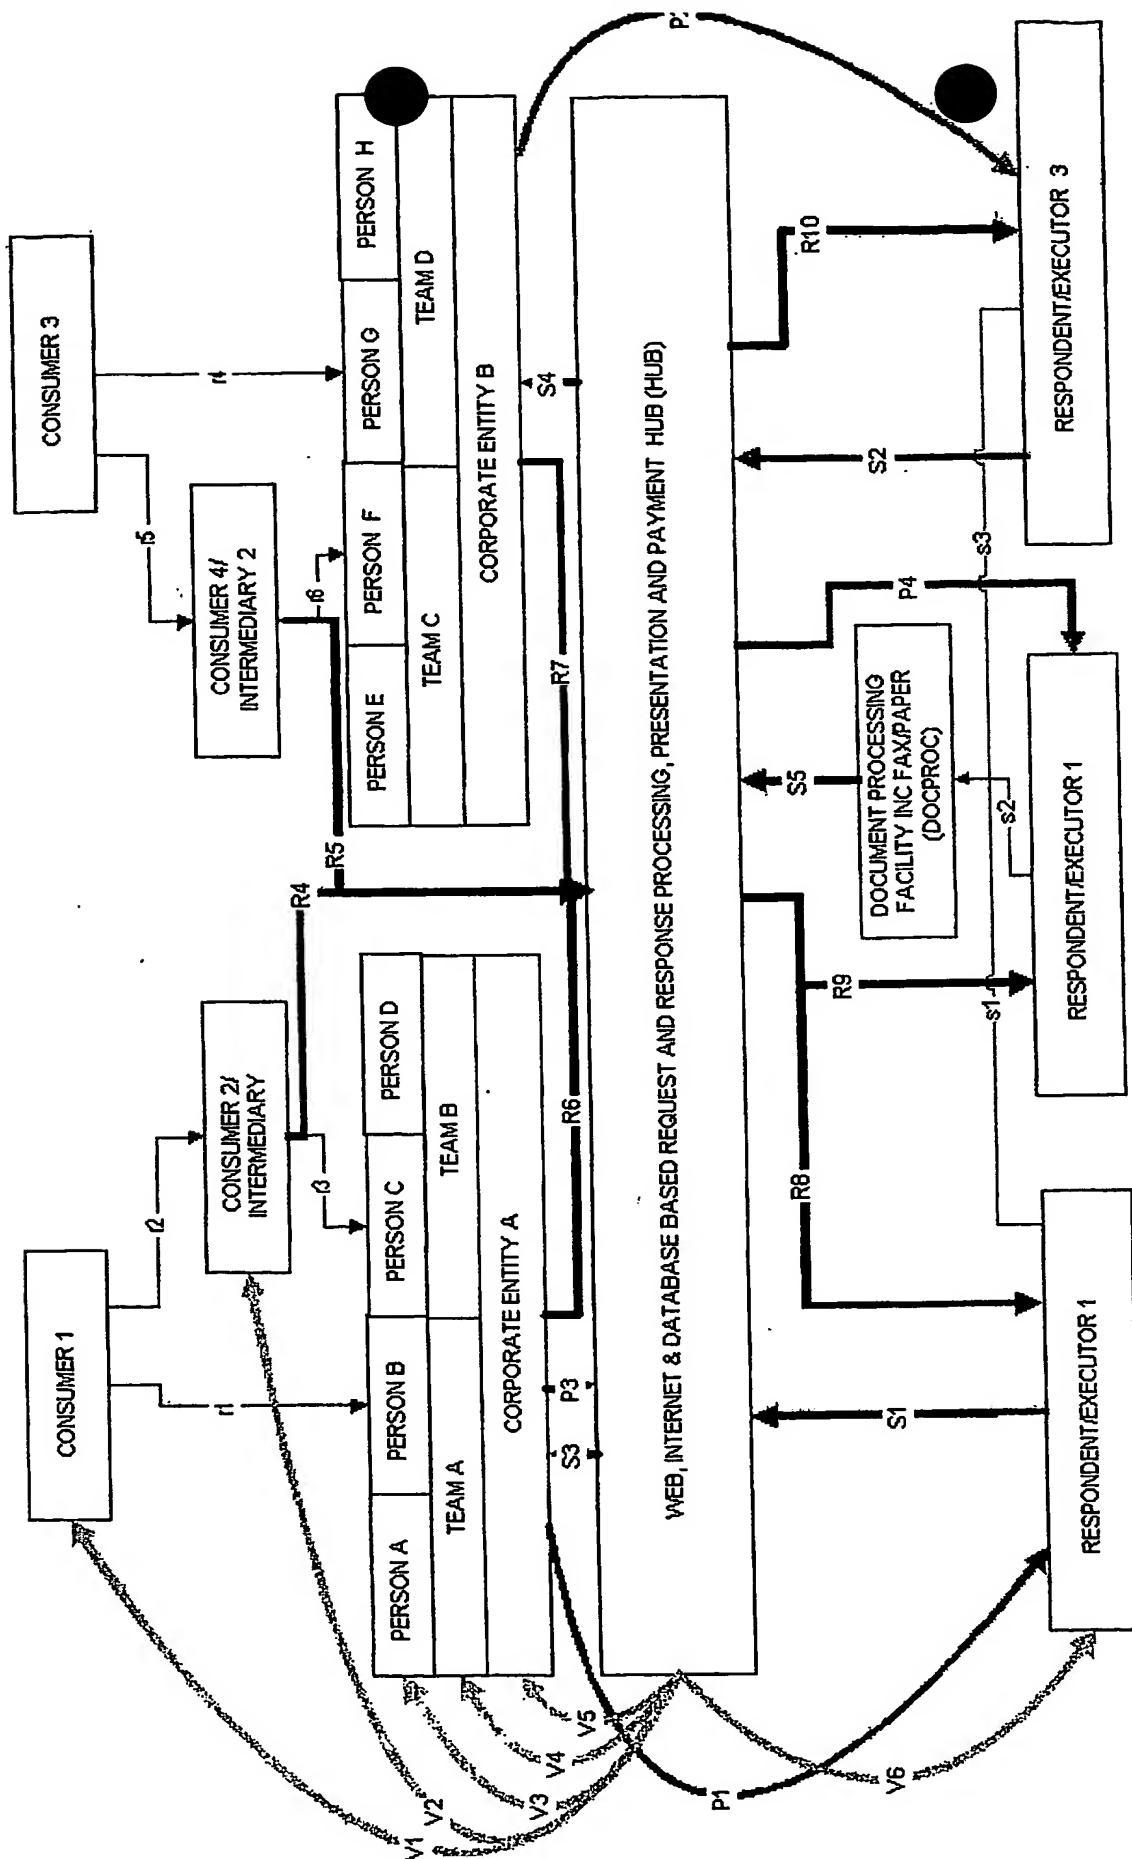 CONSUMER 1
CONSUMER 3
r1
r2
r4
r5
CONSUMER 2/
INTERMEDIARY
CONSUMER 4/
INTERMEDIARY 2
r3
R4
R5
r6
PERSON A
PERSON B
PERSON C
PERSON D
PERSON E
PERSON F
PERSON G
PERSON H
TEAM A
TEAM B
TEAM C
TEAM D
CORPORATE ENTITY A
CORPORATE ENTITY B
V1
V2
V3
V4
V5
S3
P3
R6
R7
S4
WEB, INTERNET & DATABASE BASED REQUEST AND RESPONSE PROCESSING, PRESENTATION AND PAYMENT HUB (HUB)
P1
V6
S1
R8
R9
S5
P4
S2
R10
DOCUMENT PROCESSING
FACILITY INC FAX/PAPER
(DOCPROC)
s1
s2
s3
RESPONDENT/EXECUTOR 1
RESPONDENT/EXECUTOR 1
RESPONDENT/EXECUTOR 3